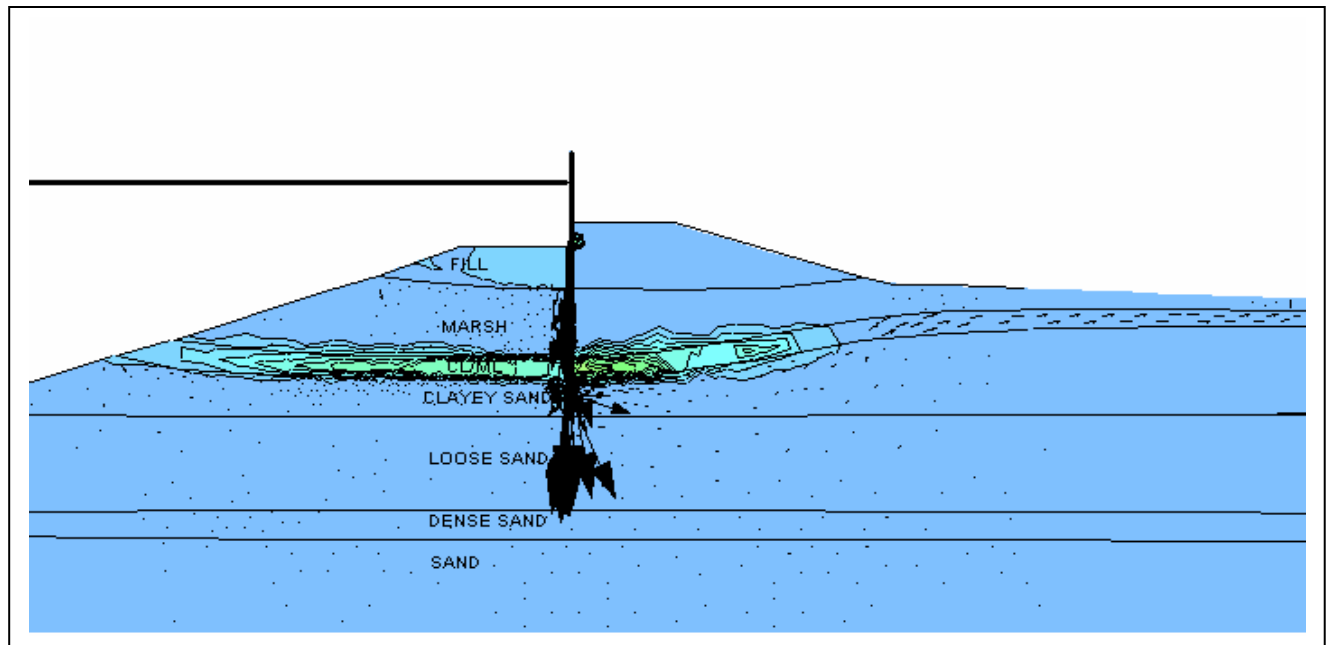 FILL
MARSH
CLAYEY SAND
LOOSE SAND
DENSE SAND
SAND